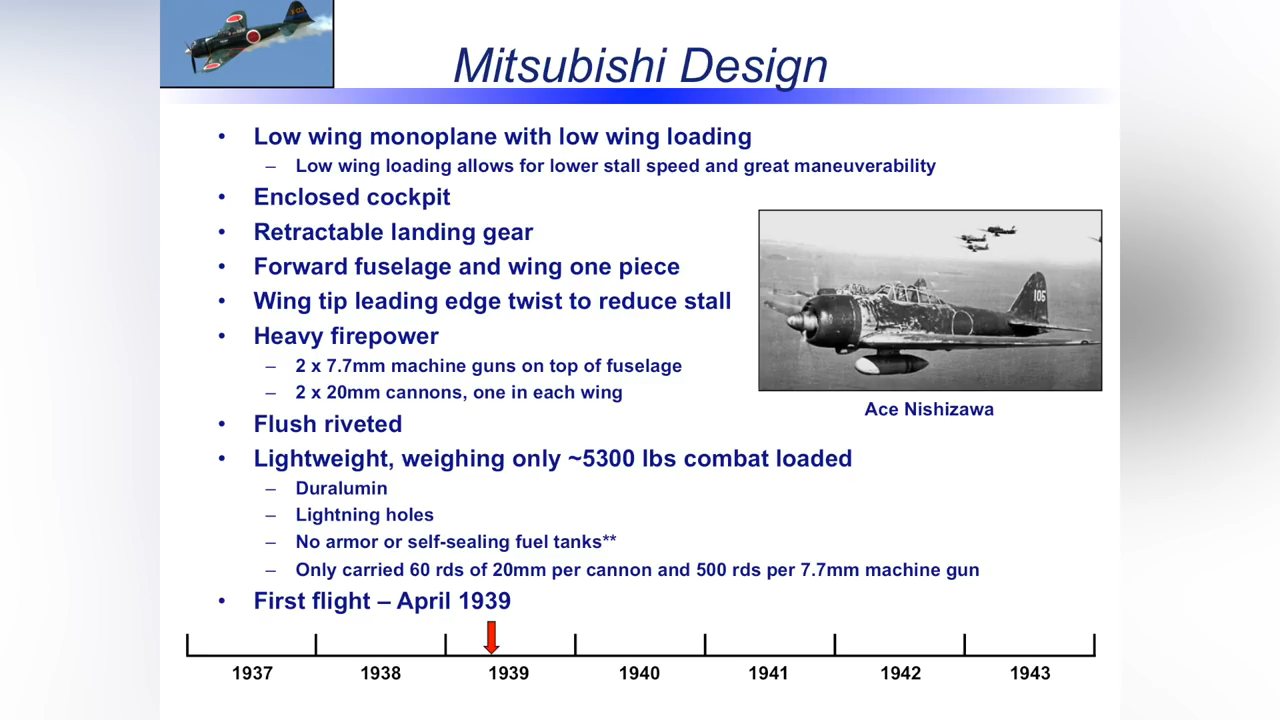 Mitsubishi Design
• Low wing monoplane with low wing loading
– Low wing loading allows for lower stall speed and great maneuverability
• Enclosed cockpit
• Retractable landing gear
• Forward fuselage and wing one piece
• Wing tip leading edge twist to reduce stall
• Heavy firepower
– 2 x 7.7mm machine guns on top of fuselage
– 2 x 20mm cannons, one in each wing
106
Ace Nishizawa
• Flush riveted
• Lightweight, weighing only ~5300 lbs combat loaded
– Duralumin
– Lightning holes
– No armor or self-sealing fuel tanks**
– Only carried 60 rds of 20mm per cannon and 500 rds per 7.7mm machine gun
• First flight – April 1939
1937 1938 1939 1940 1941 1942 1943